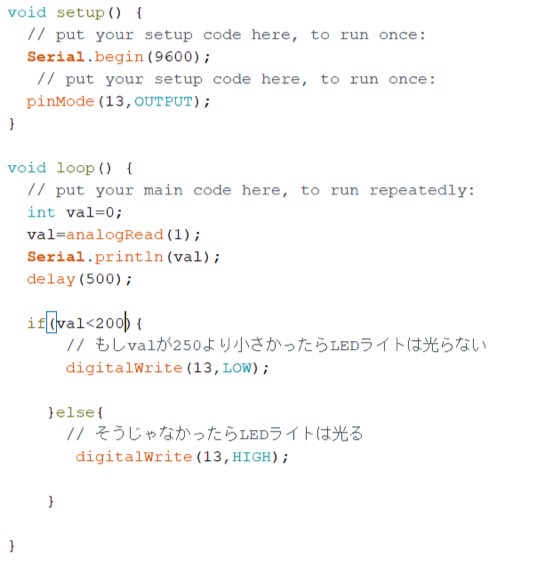 void setup() {
  // put your setup code here, to run once:
  Serial.begin(9600);
   // put your setup code here, to run once:
  pinMode(13,OUTPUT);
}

void loop() {
  // put your main code here, to run repeatedly:
  int val=0;
  val=analogRead(1);
  Serial.println(val);
  delay(500);

  if(val<200){
      // もしvalが250より小さかったらLEDライトは光らない
      digitalWrite(13,LOW);

    }else{
      // そうじゃなかったらLEDライトは光る
       digitalWrite(13,HIGH);

    }

}